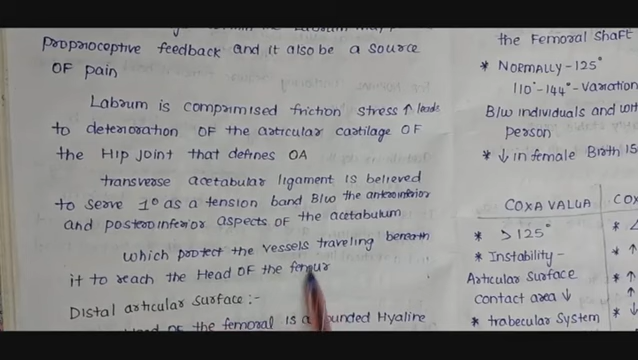 proprioceptive feedback and it also be a source
OF pain
Labrum is comprimised friction stress ↑ leads
to deterioration OF the articular cartilage OF
the Hip joint that defines OA
transverse acetabular ligament is believed
to serve 1° as a tension band B/w the anteroinferior
and posteroinferior aspects OF the acetabulum
which protect the vessels traveling beneath
it to reach the Head OF the femur
Distal articular surface :-
OF the femoral is a rounded Hyaline
the Femoral Shaft
* NORMALLY - 125°
110° - 144° - Variation
B/w individuals and
person
* ↓ in female Broth
COXA VALUA
* > 125°
* Instability -
Articular Surface
contact area ↓
* trabecular System